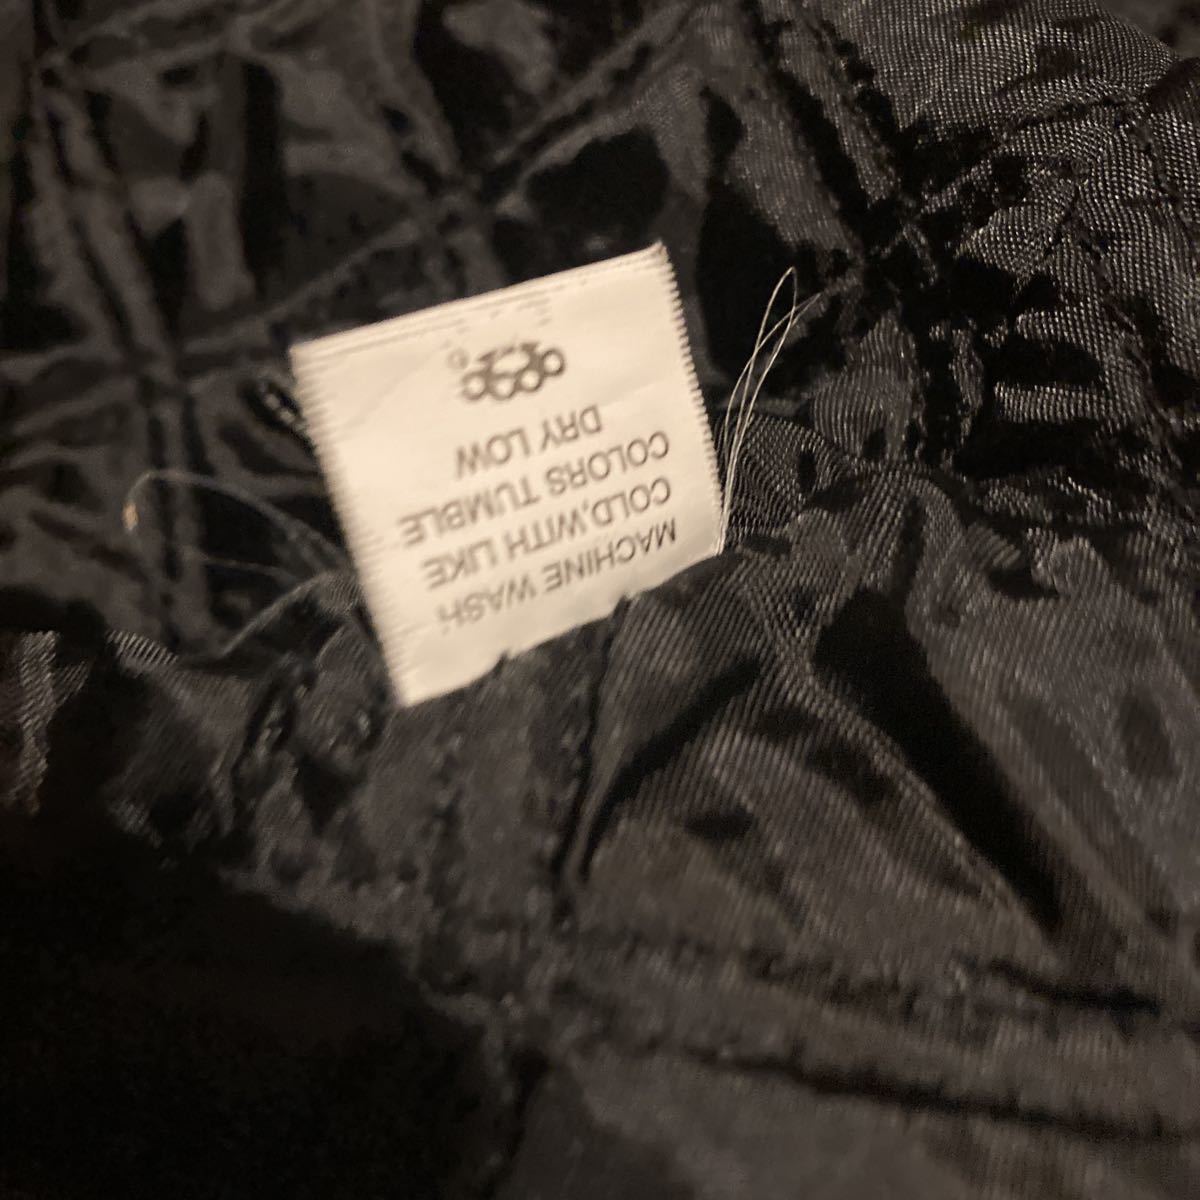 MACHINE WASH
COLD,WITH LIKE
COLORS TUMBLE
DRY LOW